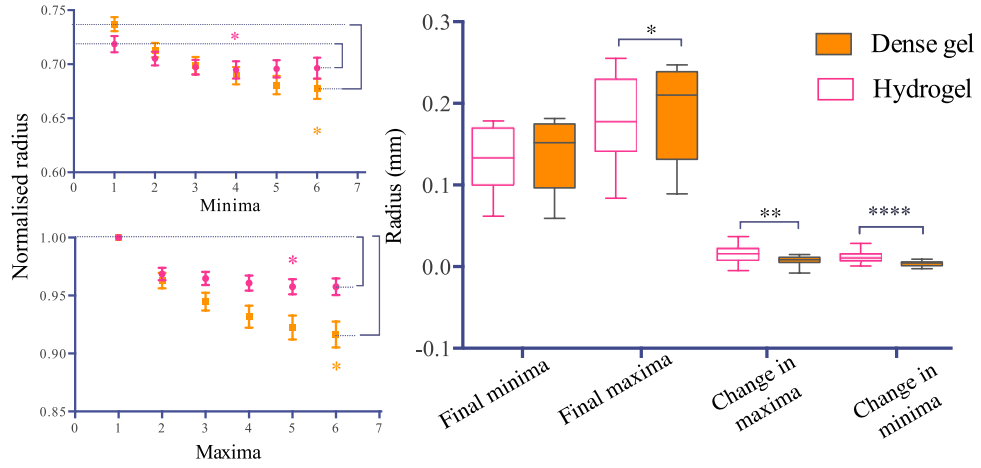 Normalised radius
0.75
0.70
0.65
0.60
0 1 2 3 4 5 6 7
Minima
*
*
1.00
0.95
0.90
0.85
0 1 2 3 4 5 6 7
Maxima
*
*
Radius (mm)
0.3
0.2
0.1
0.0
-0.1
*
**
****
Dense gel
Hydrogel
Final minima
Final maxima
Change in
maxima
Change in
minima